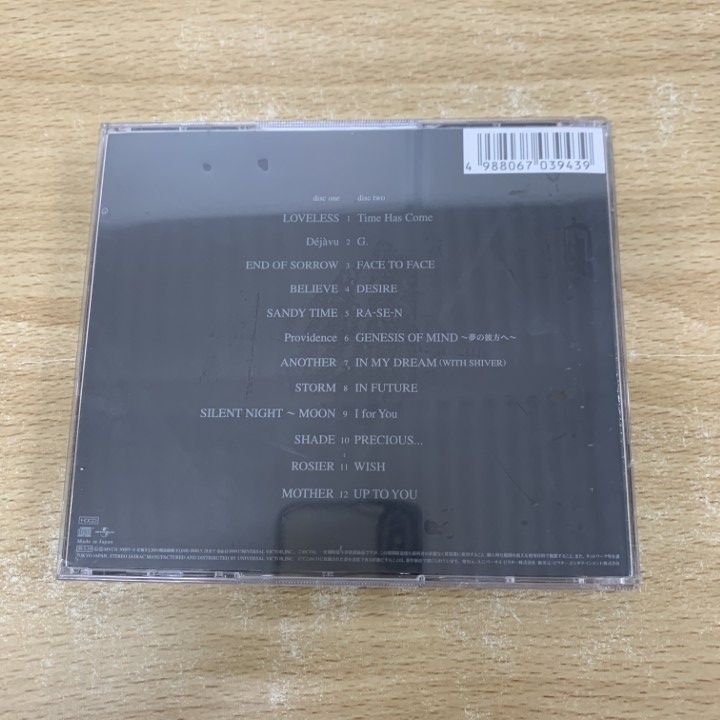 4 988067 039439
disc one disc two
LOVELESS 1 Time Has Come
Déjàvu 2 G.
END OF SORROW 3 FACE TO FACE
BELIEVE 4 DESIRE
SANDY TIME 5 RA-SE-N
Providence 6 GENESIS OF MIND 〜夢の彼方へ〜
ANOTHER 7 IN MY DREAM (WITH SHIVER)
STORM 8 IN FUTURE
SILENT NIGHT 〜 MOON 9 I for You
SHADE 10 PRECIOUS...
ROSIER 11 WISH
MOTHER 12 UP TO YOU
Made in Japan